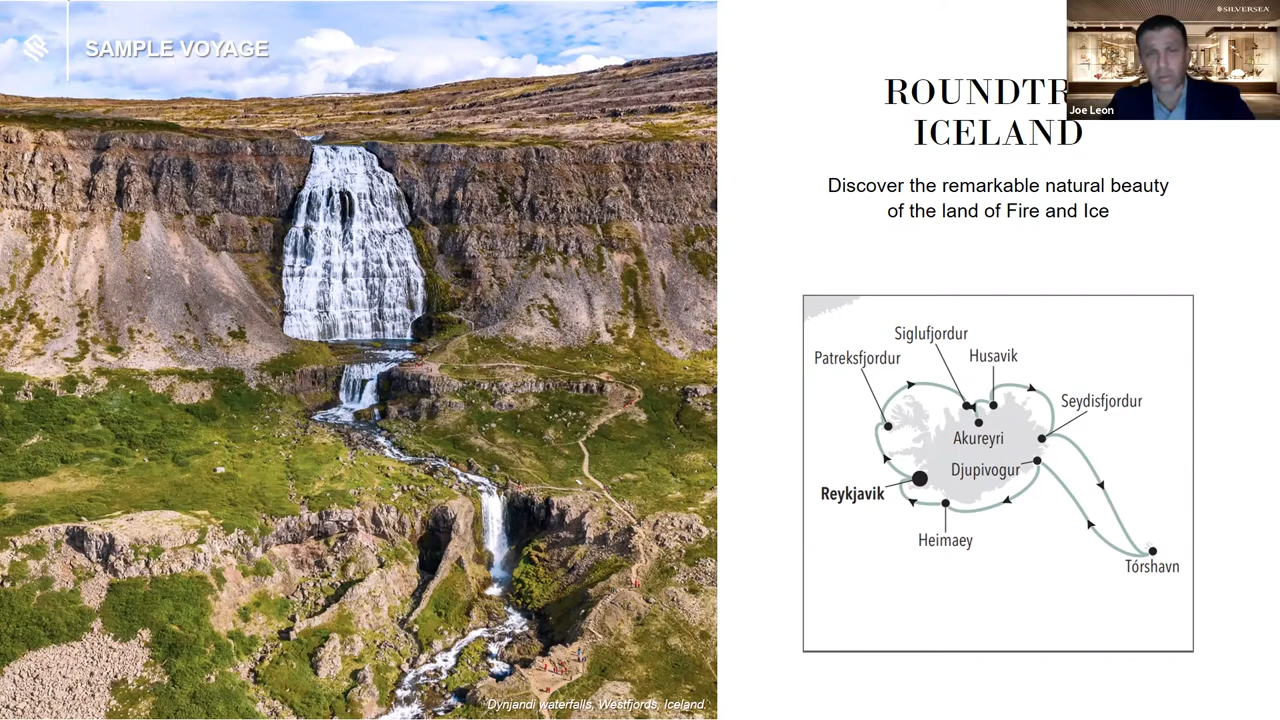 SAMPLE VOYAGE
SILVERSEA
Joe Leon
ROUNDTR
ICELAND
Discover the remarkable natural beauty
of the land of Fire and Ice
Siglufjordur
Husavik
Patreksfjordur
Seydisfjordur
Akureyri
Djupivogur
Reykjavik
Heimaey
Tórshavn
Dynjandi waterfalls, Westfjords, Iceland.